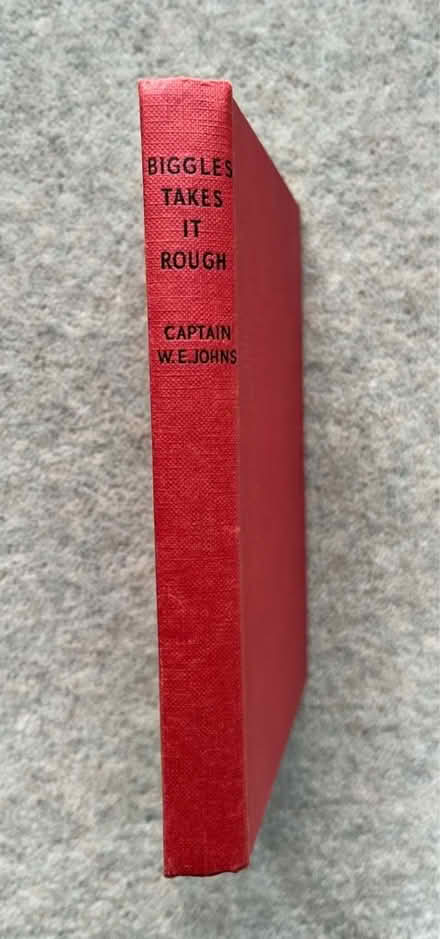 BIGGLES
TAKES
IT
ROUGH
CAPTAIN
W.E.JOHNS